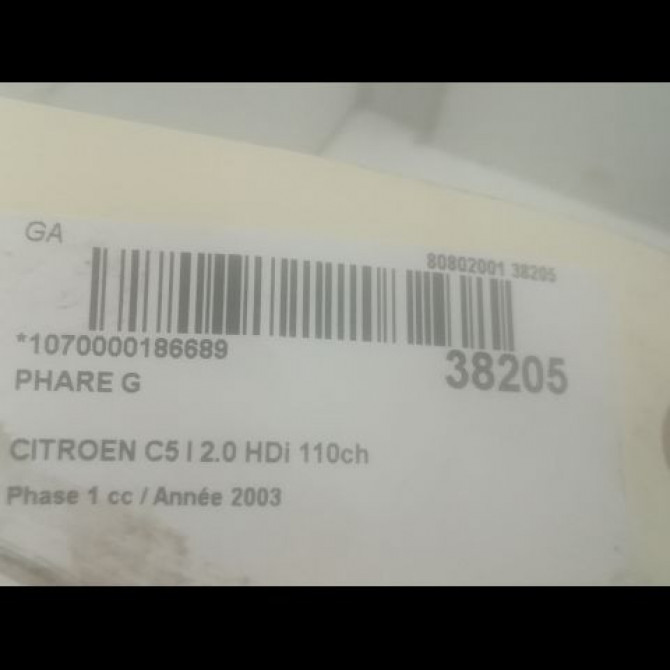 GA
80802001 38205
*1070000186689
38205
PHARE G
CITROEN C5 I 2.0 HDi 110ch
Phase 1 cc / Année 2003